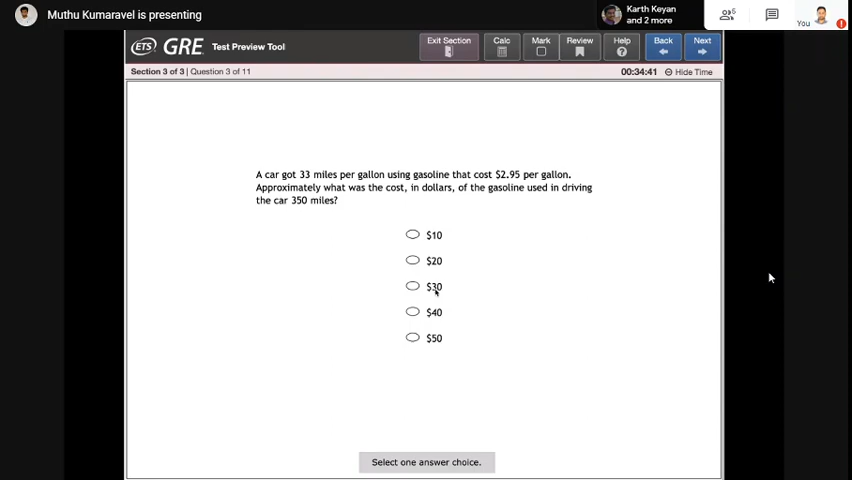 Muthu Kumaravel is presenting
Karth Keyan
and 2 more
5
You
ETS GRE Test Preview Tool
Exit Section
Calc
Mark
Review
Help
Back
Next
Section 3 of 3 | Question 3 of 11
00:34:41 Hide Time
A car got 33 miles per gallon using gasoline that cost $2.95 per gallon.
Approximately what was the cost, in dollars, of the gasoline used in driving
the car 350 miles?
$10
$20
$30
$40
$50
Select one answer choice.